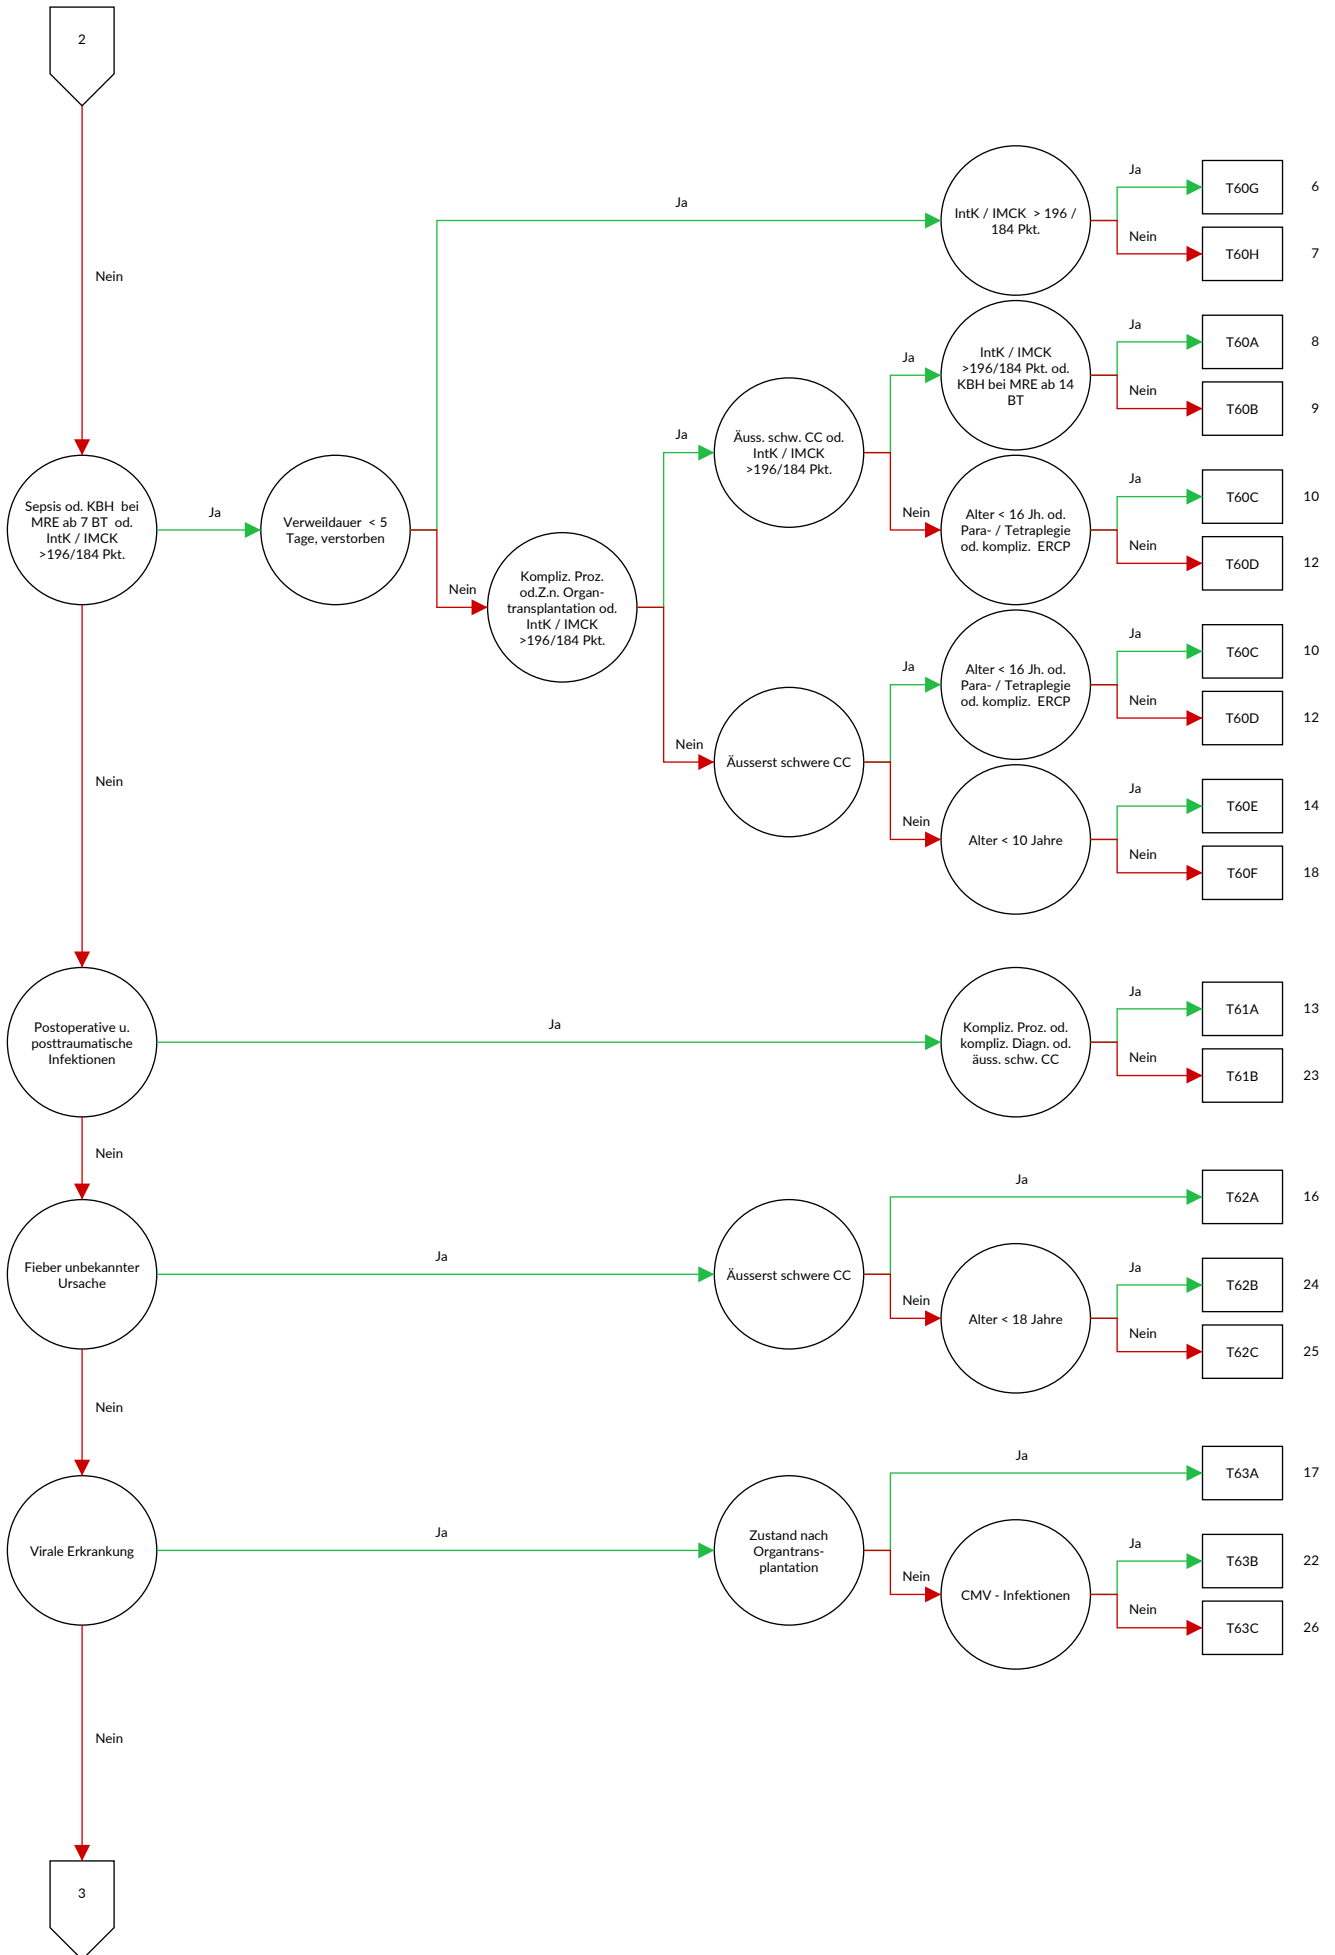 2
Nein
Ja
IntK / IMCK  > 196 /
184 Pkt.
Ja
T60G
6
Nein
T60H
7
Sepsis od. KBH  bei
MRE ab 7 BT  od.
IntK / IMCK
>196/184 Pkt.
Ja
Verweildauer  < 5
Tage, verstorben
Nein
Kompliz. Proz.
od.Z.n. Organ-
transplantation od.
IntK / IMCK
>196/184 Pkt.
Ja
Äuss. schw. CC od.
IntK / IMCK
>196/184 Pkt.
Ja
IntK / IMCK
>196/184 Pkt. od.
KBH bei MRE ab 14
BT
Ja
T60A
8
Nein
T60B
9
Nein
Alter < 16 Jh. od.
Para- / Tetraplegie
od. kompliz.  ERCP
Ja
T60C
10
Nein
T60D
12
Nein
Äusserst schwere CC
Ja
Alter < 16 Jh. od.
Para- / Tetraplegie
od. kompliz.  ERCP
Ja
T60C
10
Nein
T60D
12
Nein
Alter < 10 Jahre
Ja
T60E
14
Nein
T60F
18
Nein
Postoperative u.
posttraumatische
Infektionen
Ja
Kompliz. Proz. od.
kompliz. Diagn. od.
äuss. schw. CC
Ja
T61A
13
Nein
T61B
23
Nein
Fieber unbekannter
Ursache
Ja
Äusserst schwere CC
Ja
T62A
16
Nein
Alter < 18 Jahre
Ja
T62B
24
Nein
T62C
25
Nein
Virale Erkrankung
Ja
Zustand nach
Organtrans-
plantation
Ja
T63A
17
Nein
CMV - Infektionen
Ja
T63B
22
Nein
T63C
26
Nein
3